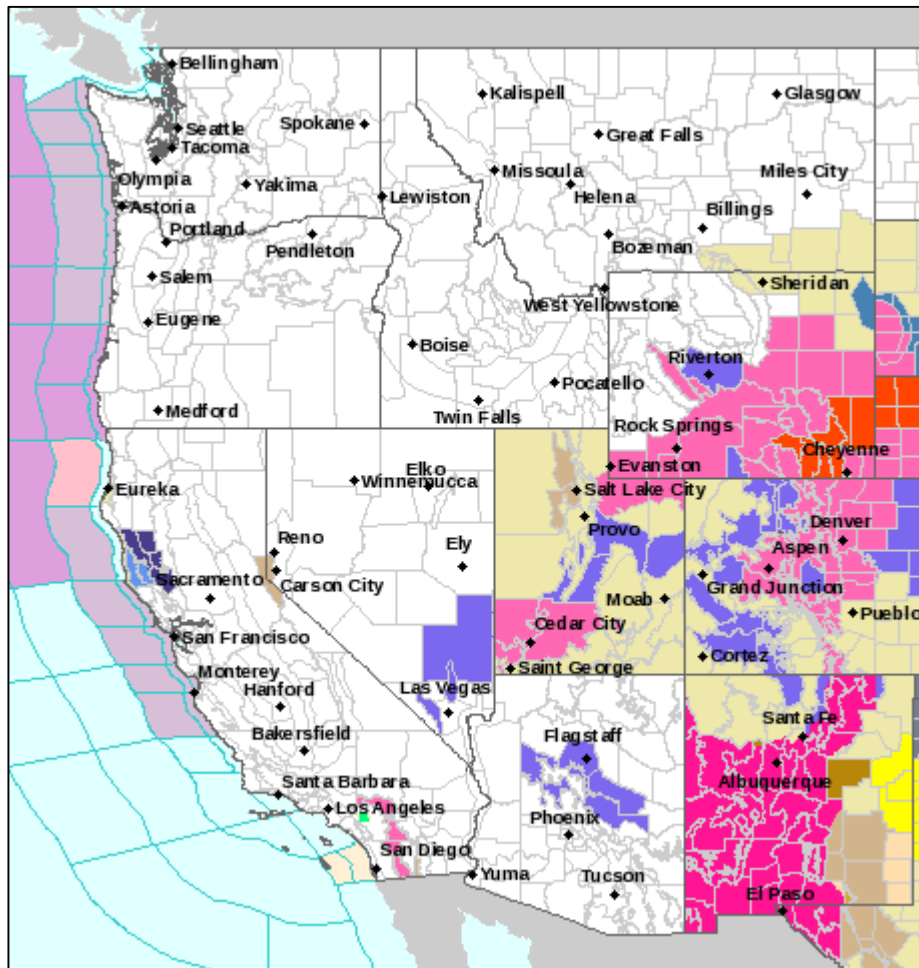 Bellingham
Kalispell
Glasgow
Seattle
Spokane
Tacoma
Great Falls
Olympia
Missoula
Miles City
Yakima
Lewiston
Helena
Astoria
Billings
Portland
Pendleton
Bozeman
Salem
Sheridan
West Yellowstone
Eugene
Boise
Riverton
Pocatello
Medford
Twin Falls
Rock Springs
Cheyenne
Elko
Evanston
Winnemucca
Eureka
Salt Lake City
Provo
Denver
Reno
Ely
Aspen
Sacramento
Carson City
Grand Junction
Moab
Pueblo
San Francisco
Cedar City
Cortez
Monterey
Saint George
Hanford
Las Vegas
Santa Fe
Bakersfield
Flagstaff
Albuquerque
Santa Barbara
Los Angeles
Phoenix
San Diego
Yuma
Tucson
El Paso